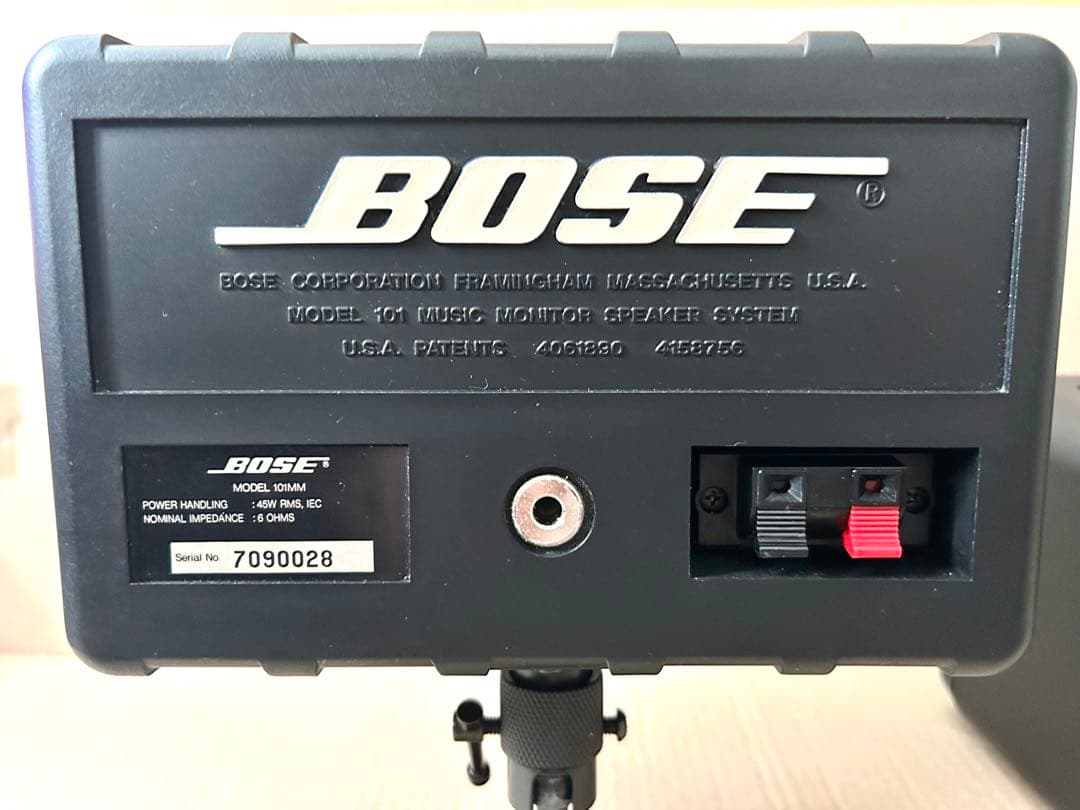 BOSE®
BOSE CORPORATION FRAMINGHAM MASSACHUSETTS U.S.A.
MODEL 101 MUSIC MONITOR SPEAKER SYSTEM
U.S.A. PATENTS 4061890 4158756
BOSE®
MODEL 101MM
POWER HANDLING : 45W RMS, IEC
NOMINAL IMPEDANCE : 6 OHMS
Serial No. 7090028